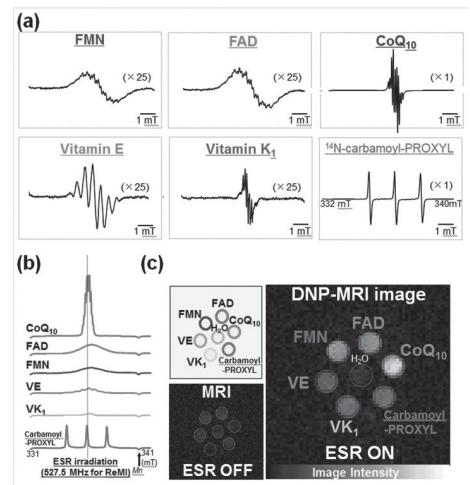 (a)
FMN
(×25)
1 mT
FAD
(×25)
1 mT
CoQ10
(×1)
1 mT
Vitamin E
(×25)
1 mT
Vitamin K1
(×25)
1 mT
14N-carbamoyl-PROXYL
(×1)
332 mT
340mT
1 mT
(b)
CoQ10
FAD
FMN
VE
VK1
Carbamoyl
-PROXYL
331
341
(mT)
ESR irradiation
(527.5 MHz for ReMI)
Mn
(c)
FAD
FMN
CoQ10
H2O
VE
VK1
Carbamoyl
-PROXYL
MRI
ESR OFF
DNP-MRI image
FAD
FMN
CoQ10
H2O
VE
VK1
Carbamoyl
-PROXYL
ESR ON
Image Intensity